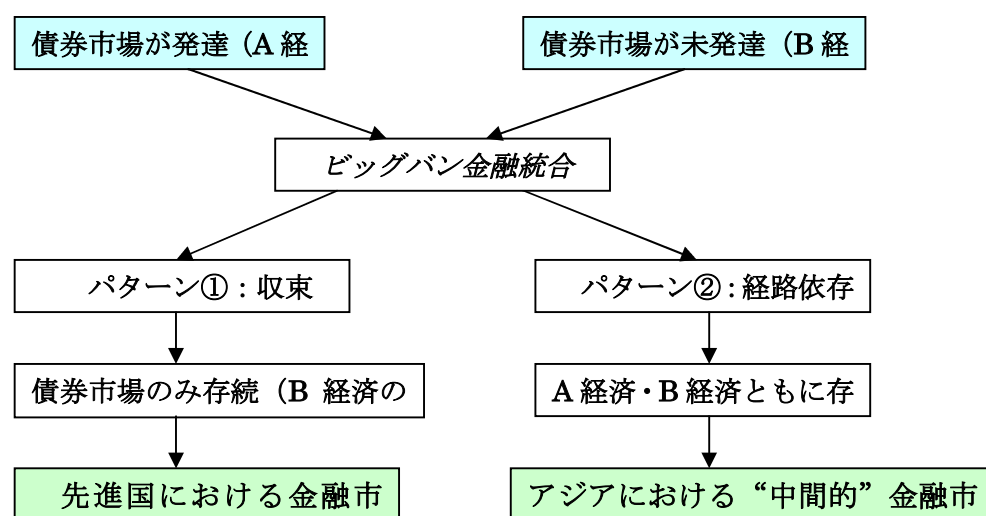 債券市場が発達（A 経
債券市場が未発達（B 経
ビッグバン金融統合
パターン①：収束
パターン②：経路依存
債券市場のみ存続（B 経済の
A 経済・B 経済ともに存
先進国における金融市
アジアにおける“中間的”金融市